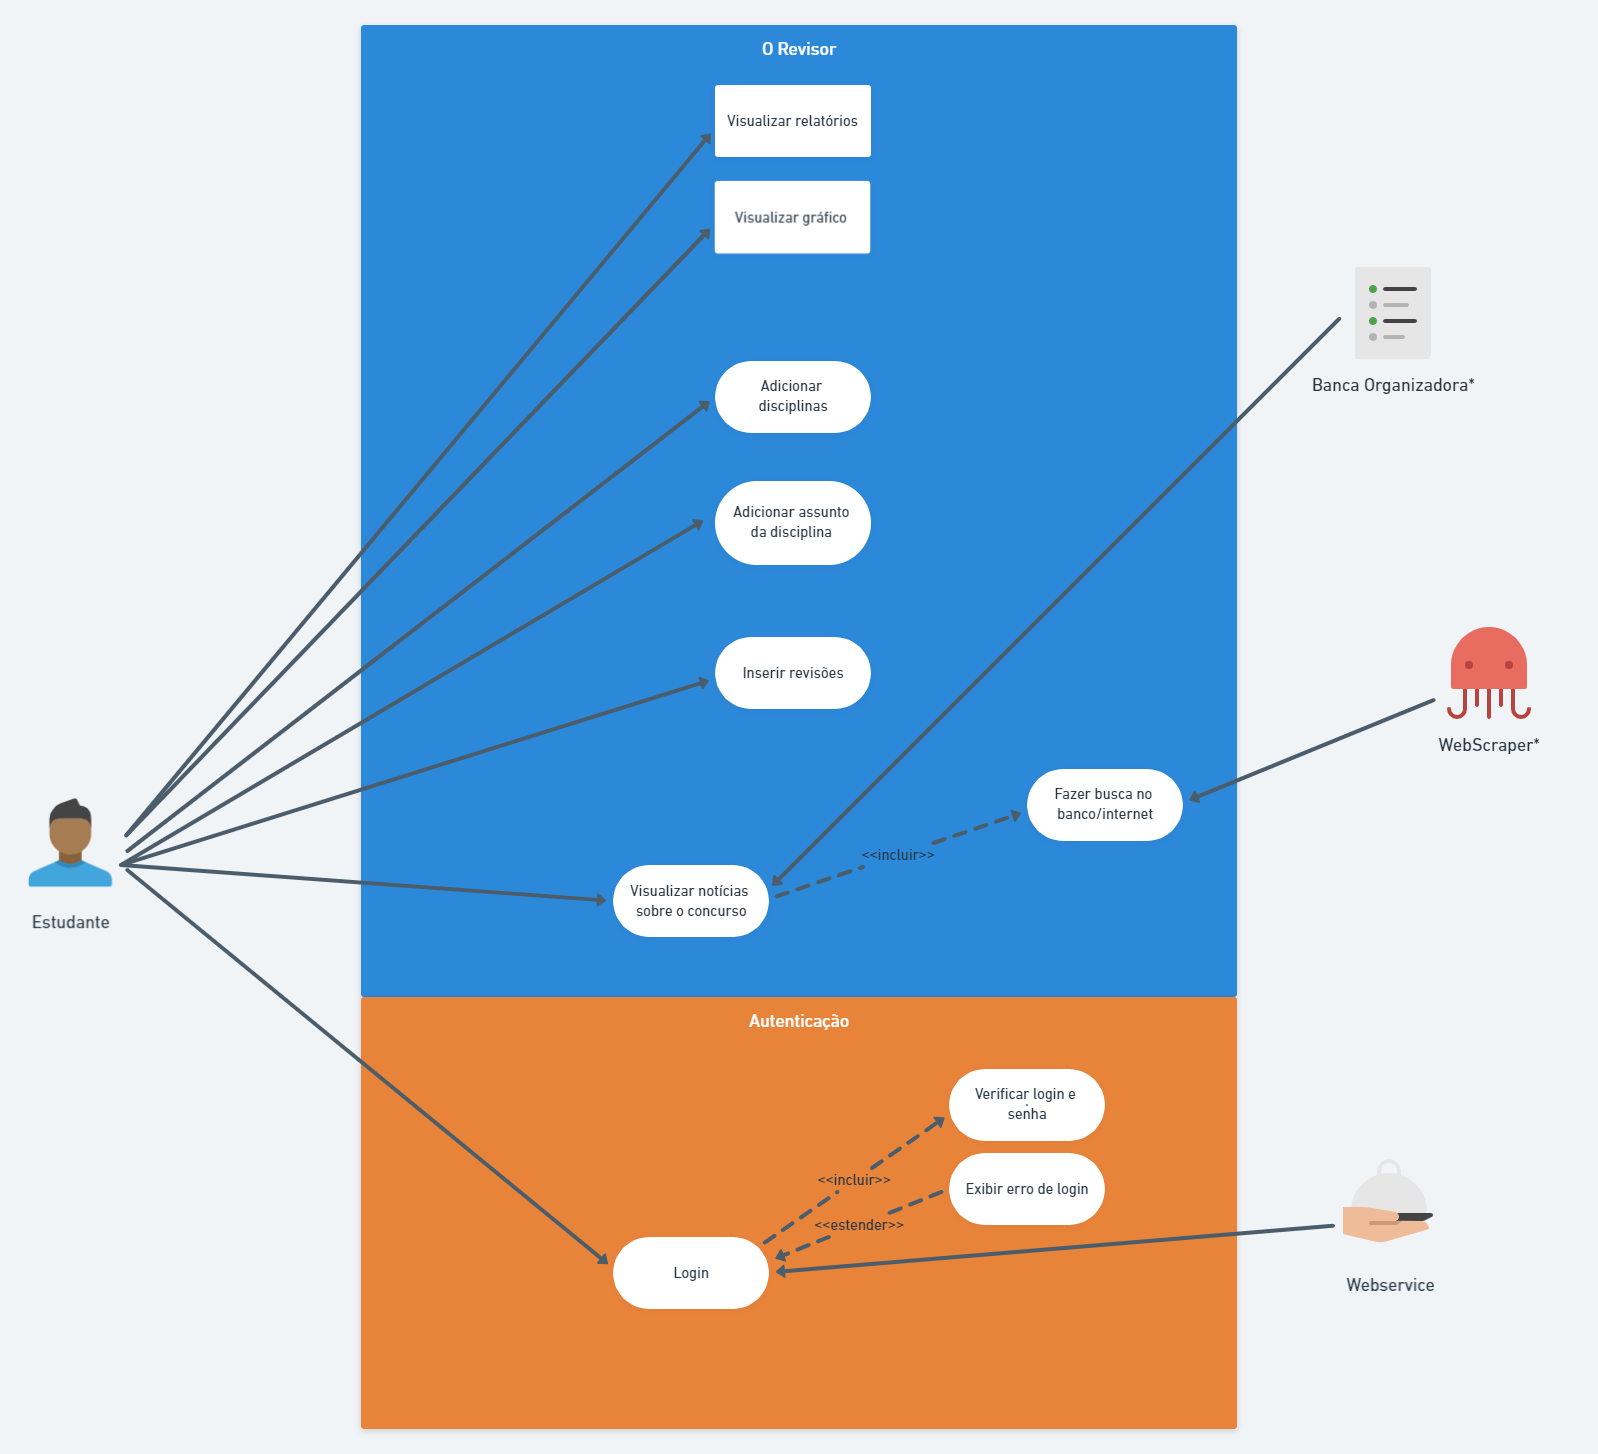 O Revisor
Visualizar relatórios
Visualizar gráfico
Adicionar
disciplinas
Adicionar assunto
da disciplina
Inserir revisões
Fazer busca no
banco/internet
<<incluir>>
Visualizar notícias
sobre o concurso
Banca Organizadora*
WebScraper*
Estudante
Autenticação
Verificar login e
senha
<<incluir>>
Exibir erro de login
<<estender>>
Login
Webservice